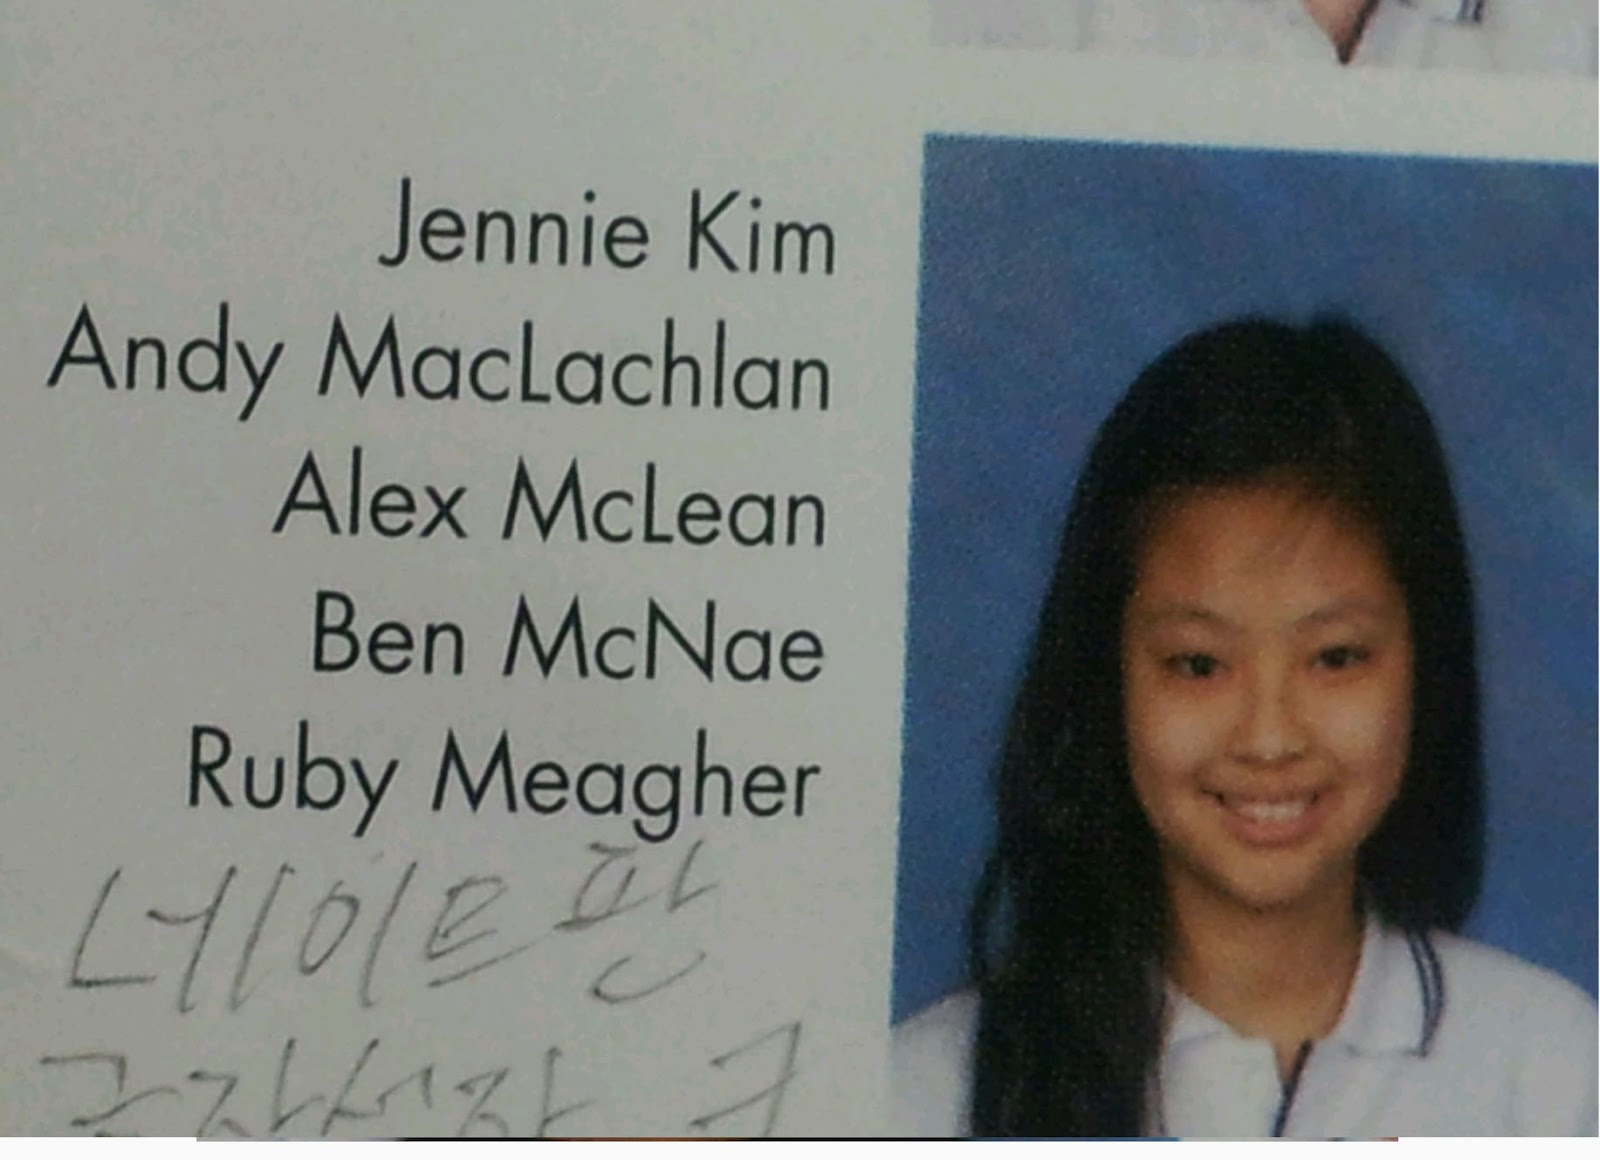 Jennie Kim
Andy MacLachlan
Alex McLean
Ben McNae
Ruby Meagher
네이트판